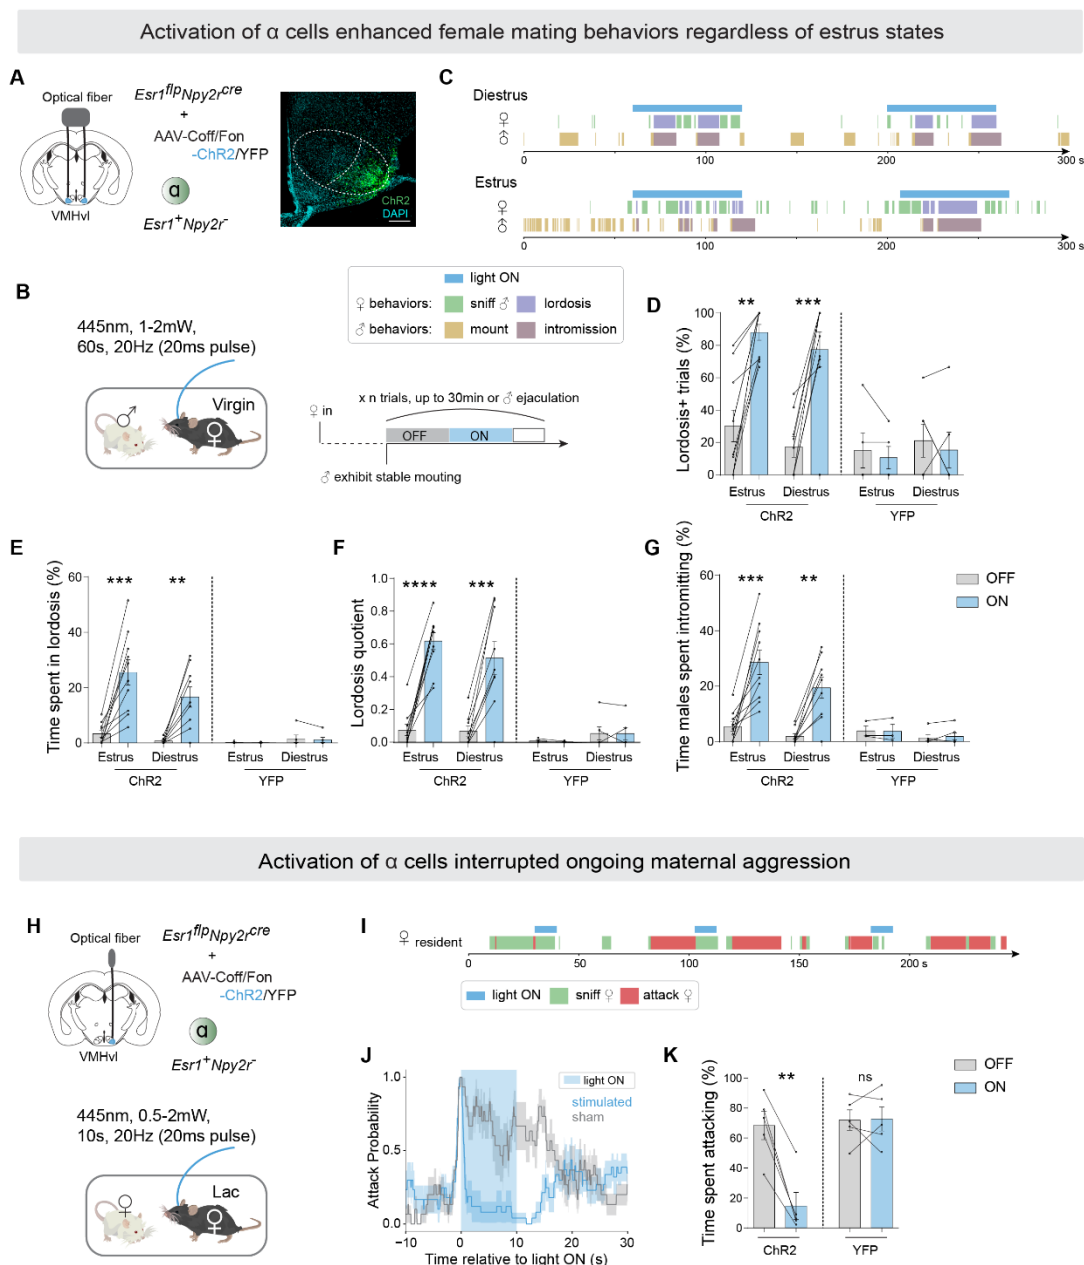 Activation of α cells enhanced female mating behaviors regardless of estrus states
A
Optical fiber
Esr1flpNpy2rcre
+
AAV-Coff/Fon
-ChR2/YFP
VMHvl
α
Esr1+Npy2r-
ChR2
DAPI
C
Diestrus
♀
♂
0
100
200
300 s
Estrus
♀
♂
0
100
200
300 s
light ON
♀ behaviors: sniff ♂ lordosis
♂ behaviors: mount intromission
B
445nm, 1-2mW,
60s, 20Hz (20ms pulse)
♂
Virgin
♀
♀ in
x n trials, up to 30min or ♂ ejaculation
OFF ON
♂ exhibit stable mouting
D
Lordosis+ trials (%)
100
80
60
40
20
0
** ***
Estrus Diestrus Estrus Diestrus
ChR2 YFP
E
Time spent in lordosis (%)
60
40
20
0
*** **
Estrus Diestrus Estrus Diestrus
ChR2 YFP
F
Lordosis quotient
1.0
0.8
0.6
0.4
0.2
0.0
**** ***
Estrus Diestrus Estrus Diestrus
ChR2 YFP
G
Time males spent intromitting (%)
60
40
20
0
*** **
Estrus Diestrus Estrus Diestrus
ChR2 YFP
OFF
ON
Activation of α cells interrupted ongoing maternal aggression
H
Optical fiber
Esr1flpNpy2rcre
+
AAV-Coff/Fon
-ChR2/YFP
VMHvl
α
Esr1+Npy2r-
445nm, 0.5-2mW,
10s, 20Hz (20ms pulse)
♀
Lac
♀
I
♀ resident
0 50 100 150 200 s
light ON sniff ♀ attack ♀
J
Attack Probability
1.0
0.5
0.0
light ON
stimulated
sham
−10 0 10 20 30
Time relative to light ON (s)
K
Time spent attacking (%)
100
80
60
40
20
0
** ns
ChR2 YFP
OFF
ON